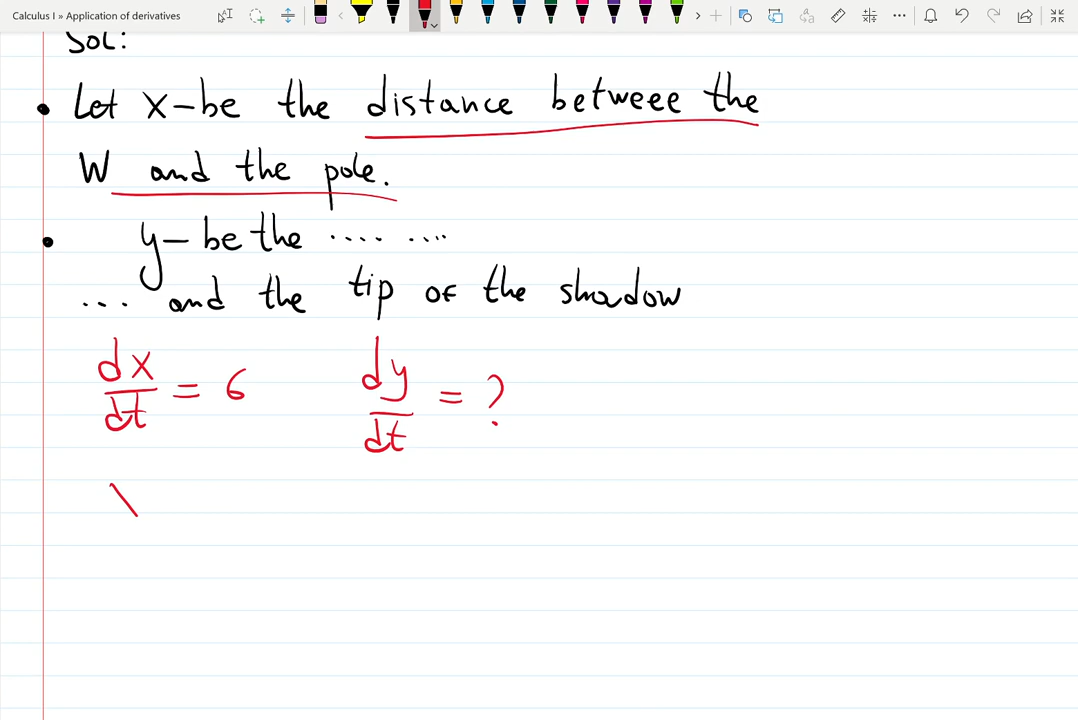 Calculus I » Application of derivatives
Sol:
• Let x-be the distance betweee the
W and the pole.
• y- be the .... ....
... and the tip of the shadow
dx/dt = 6 dy/dt = ?